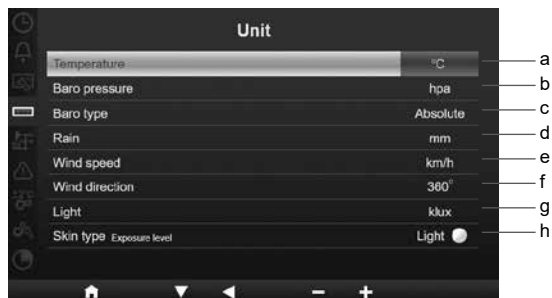 Unit
Temperature °C a
Baro pressure hpa b
Baro type Absolute c
Rain mm d
Wind speed km/h e
Wind direction 360° f
Light klux g
Skin type Exposure level Light h